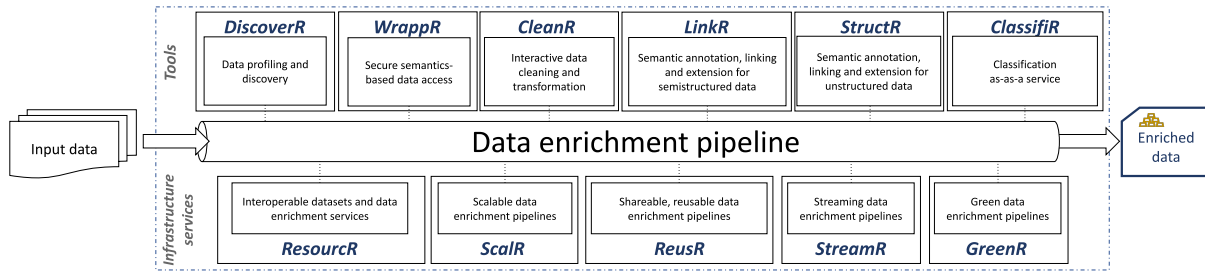 Tools
DiscoverR
Data profiling and
discovery
WrappR
Secure semantics-
based data access
CleanR
Interactive data
cleaning and
transformation
LinkR
Semantic annotation, linking
and extension for
semistructured data
StructR
Semantic annotation,
linking and extension for
unstructured data
ClassifiR
Classification
as-as-a service
Input data
Data enrichment pipeline
Enriched
data
Infrastructure
services
Interoperable datasets and data
enrichment services
ResourcR
Scalable data
enrichment pipelines
ScalR
Shareable, reusable data
enrichment pipelines
ReusR
Streaming data
enrichment pipelines
StreamR
Green data
enrichment pipelines
GreenR